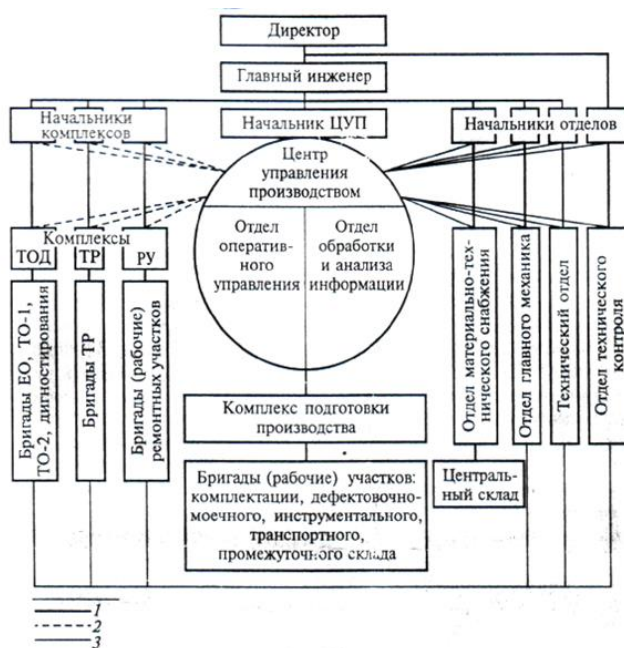 Директор
Главный инженер
Начальники
комплексов
Начальник ЦУП
Начальники отделов
Центр
управления
производством
Отдел
оператив-
ного
управления
Отдел
обработки
и анализа
информации
Комплексы
ТОД
ТР
РУ
Бригады ЕО, ТО-1,
ТО-2, дигностирования
Бригады ТР
Бригады (рабочие)
ремонтных участков
Отдел материально-тех-
нического снабжения
Отдел главного механика
Технический отдел
Отдел технического
контроля
Комплекс подготовки
производства
Бригады (рабочие) участков:
комплектации, дефектовочно-
моечного, инструментального,
транспортного,
промежуточного склада
Централь-
ный склад
1
2
3